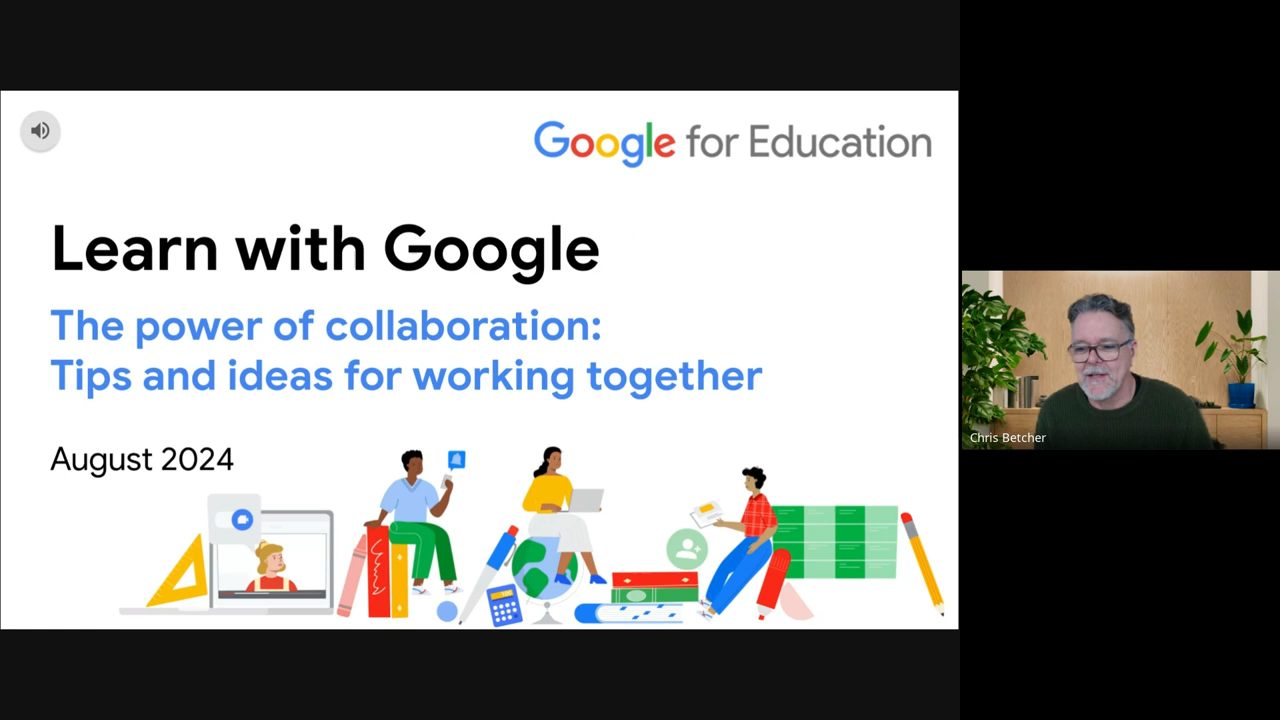 Google for Education
Learn with Google
The power of collaboration:
Tips and ideas for working together
August 2024
Chris Betcher